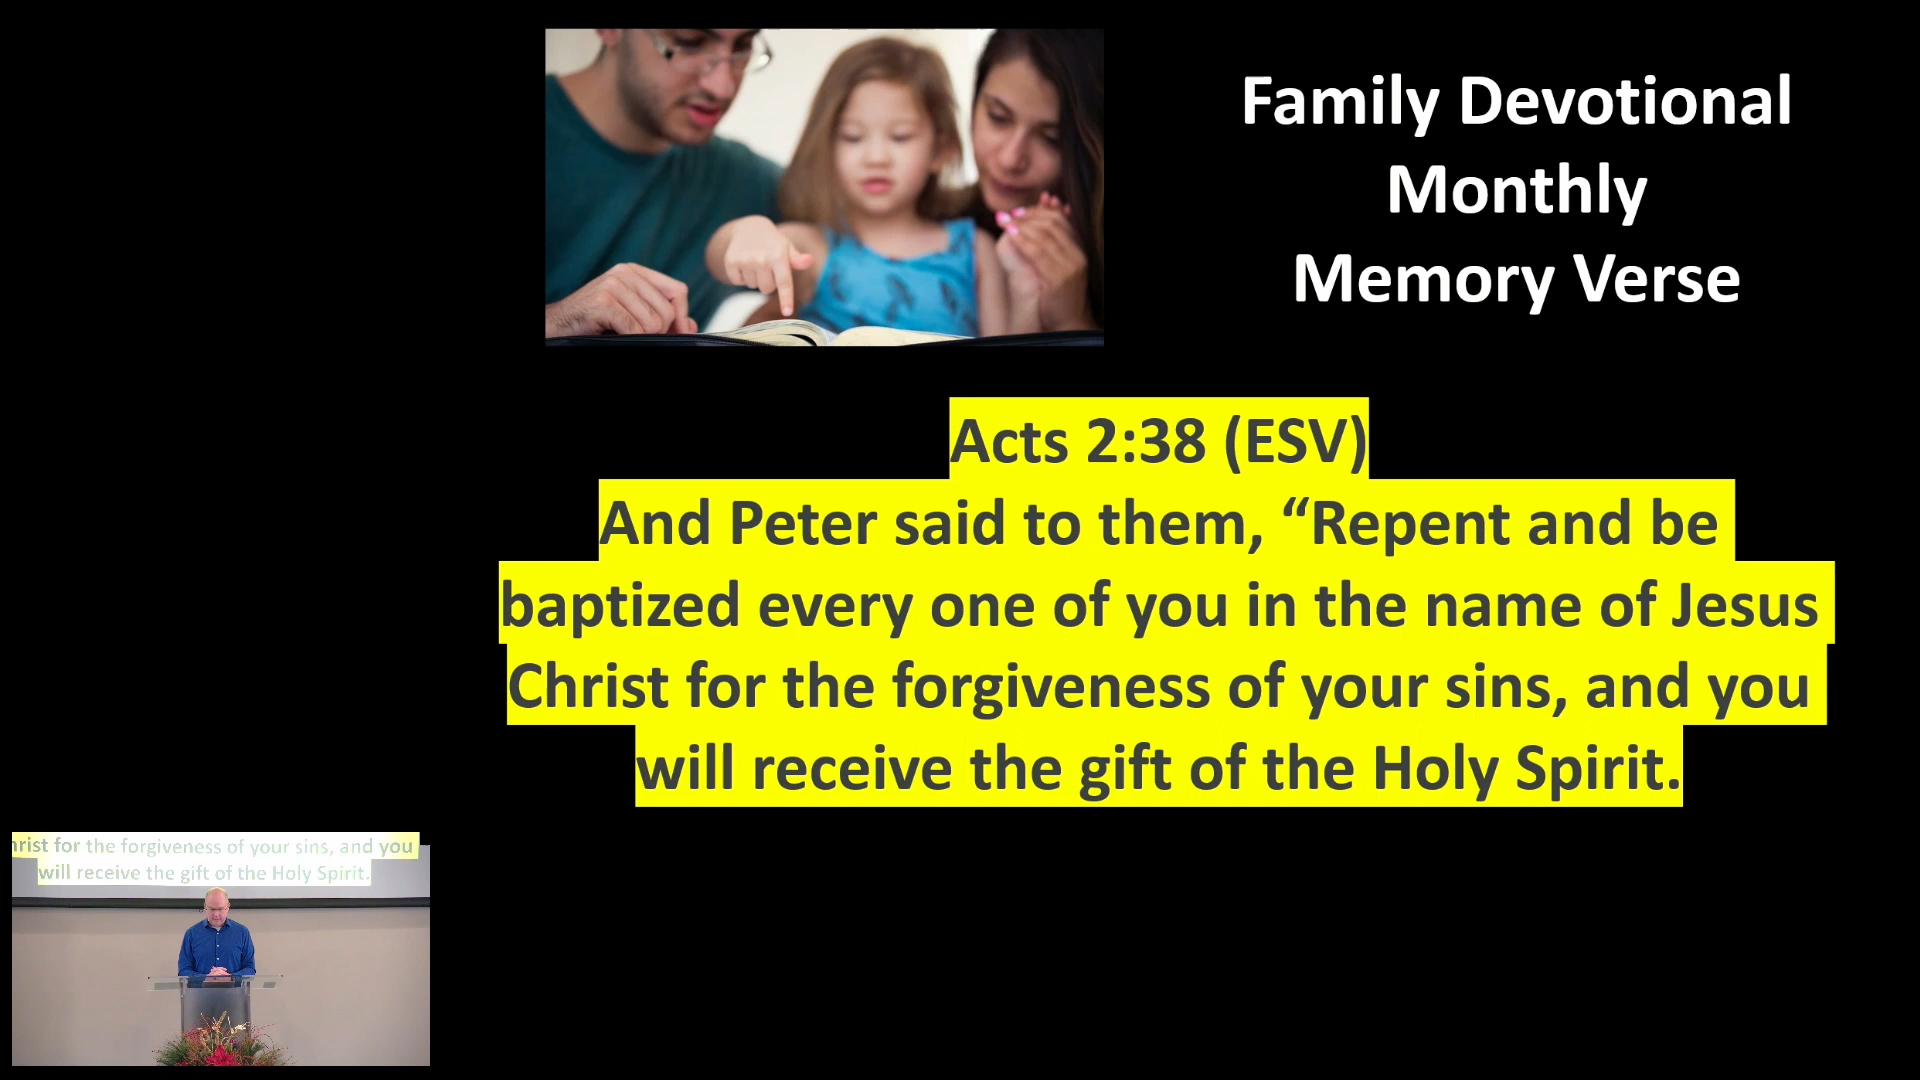 Family Devotional
Monthly
Memory Verse
Acts 2:38 (ESV)
And Peter said to them, “Repent and be
baptized every one of you in the name of Jesus
Christ for the forgiveness of your sins, and you
will receive the gift of the Holy Spirit.
hrist for the forgiveness of your sins, and you
will receive the gift of the Holy Spirit.